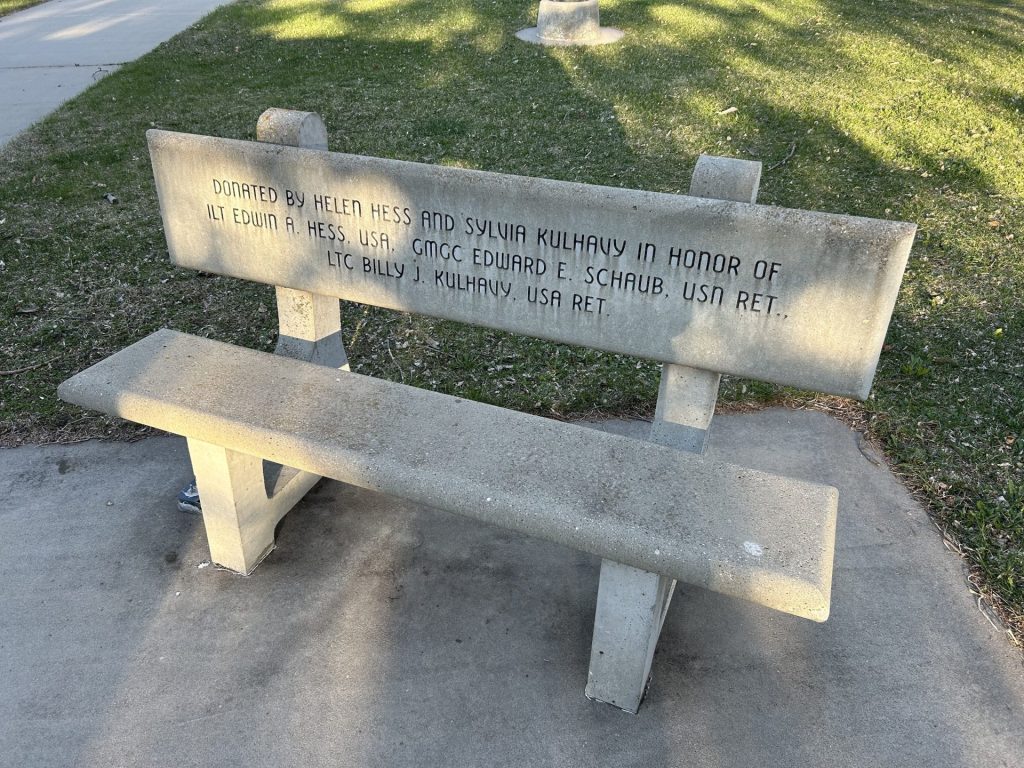 DONATED BY HELEN HESS AND SYLVIA KULHAVY IN HONOR OF
ILT EDWIN A. HESS, USA, GMGC EDWARD E. SCHAUB, USN RET.,
LTC BILLY J. KULHAVY, USA RET.